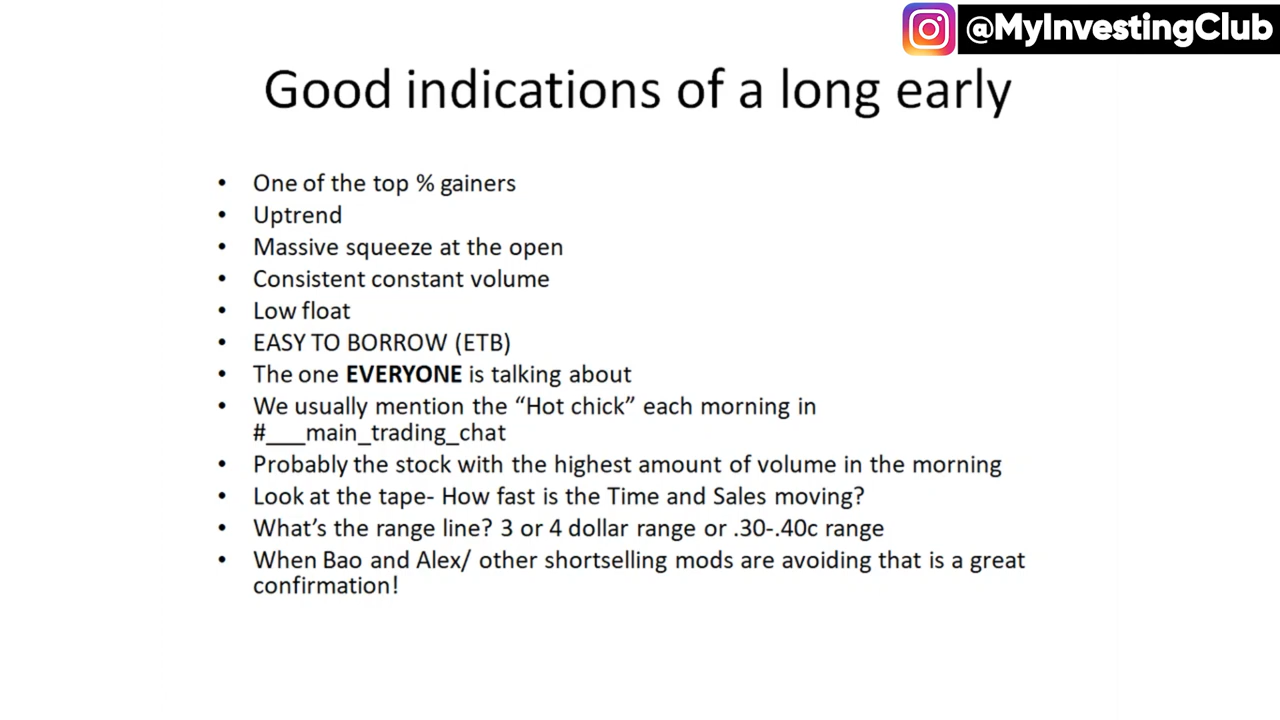 @MyInvestingClub
Good indications of a long early
• One of the top % gainers
• Uptrend
• Massive squeeze at the open
• Consistent constant volume
• Low float
• EASY TO BORROW (ETB)
• The one EVERYONE is talking about
• We usually mention the “Hot chick” each morning in
#___main_trading_chat
• Probably the stock with the highest amount of volume in the morning
• Look at the tape- How fast is the Time and Sales moving?
• What’s the range line? 3 or 4 dollar range or .30-.40c range
• When Bao and Alex/ other shortselling mods are avoiding that is a great
confirmation!